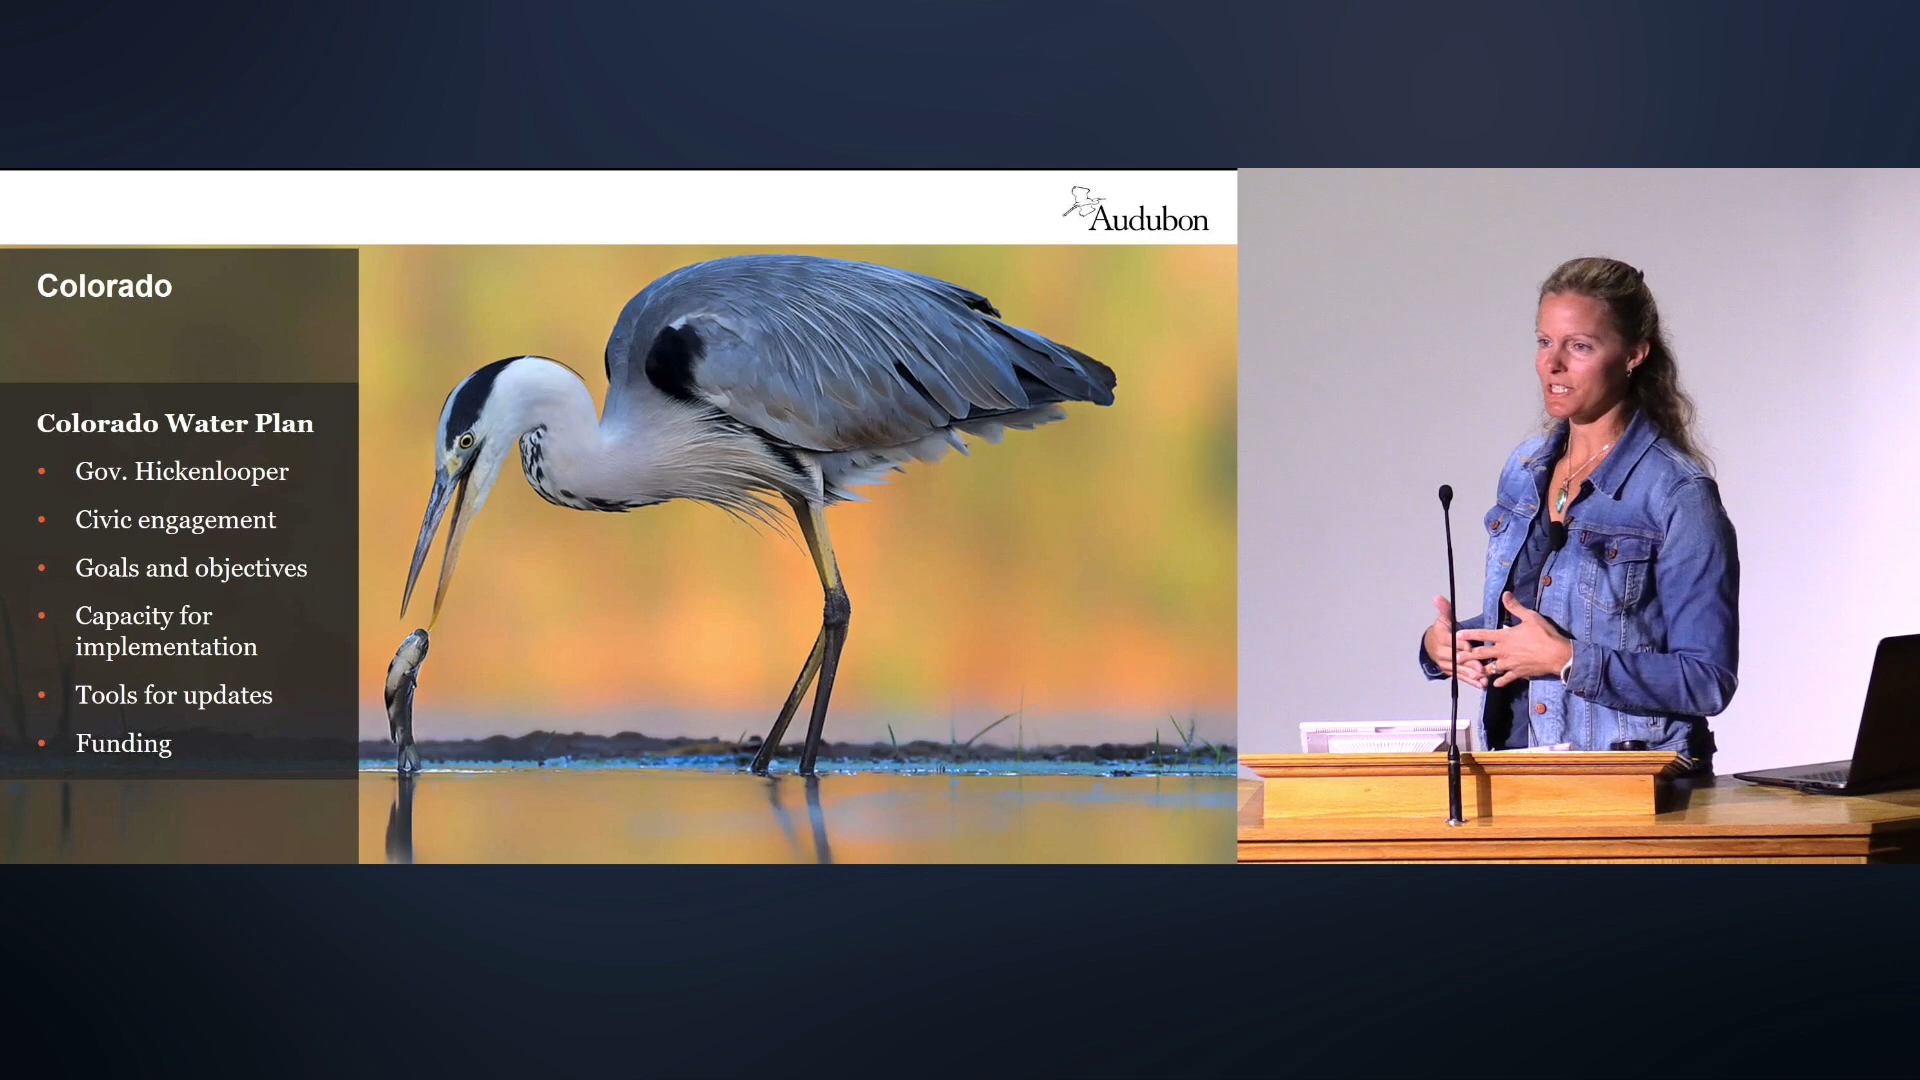 Audubon
Colorado
Colorado Water Plan
• Gov. Hickenlooper
• Civic engagement
• Goals and objectives
• Capacity for
implementation
• Tools for updates
• Funding